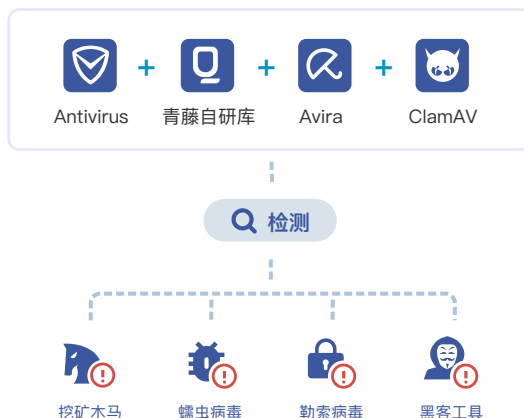 Antivirus
青藤自研库
Avira
ClamAV
检测
挖矿木马
蠕虫病毒
勒索病毒
黑客工具